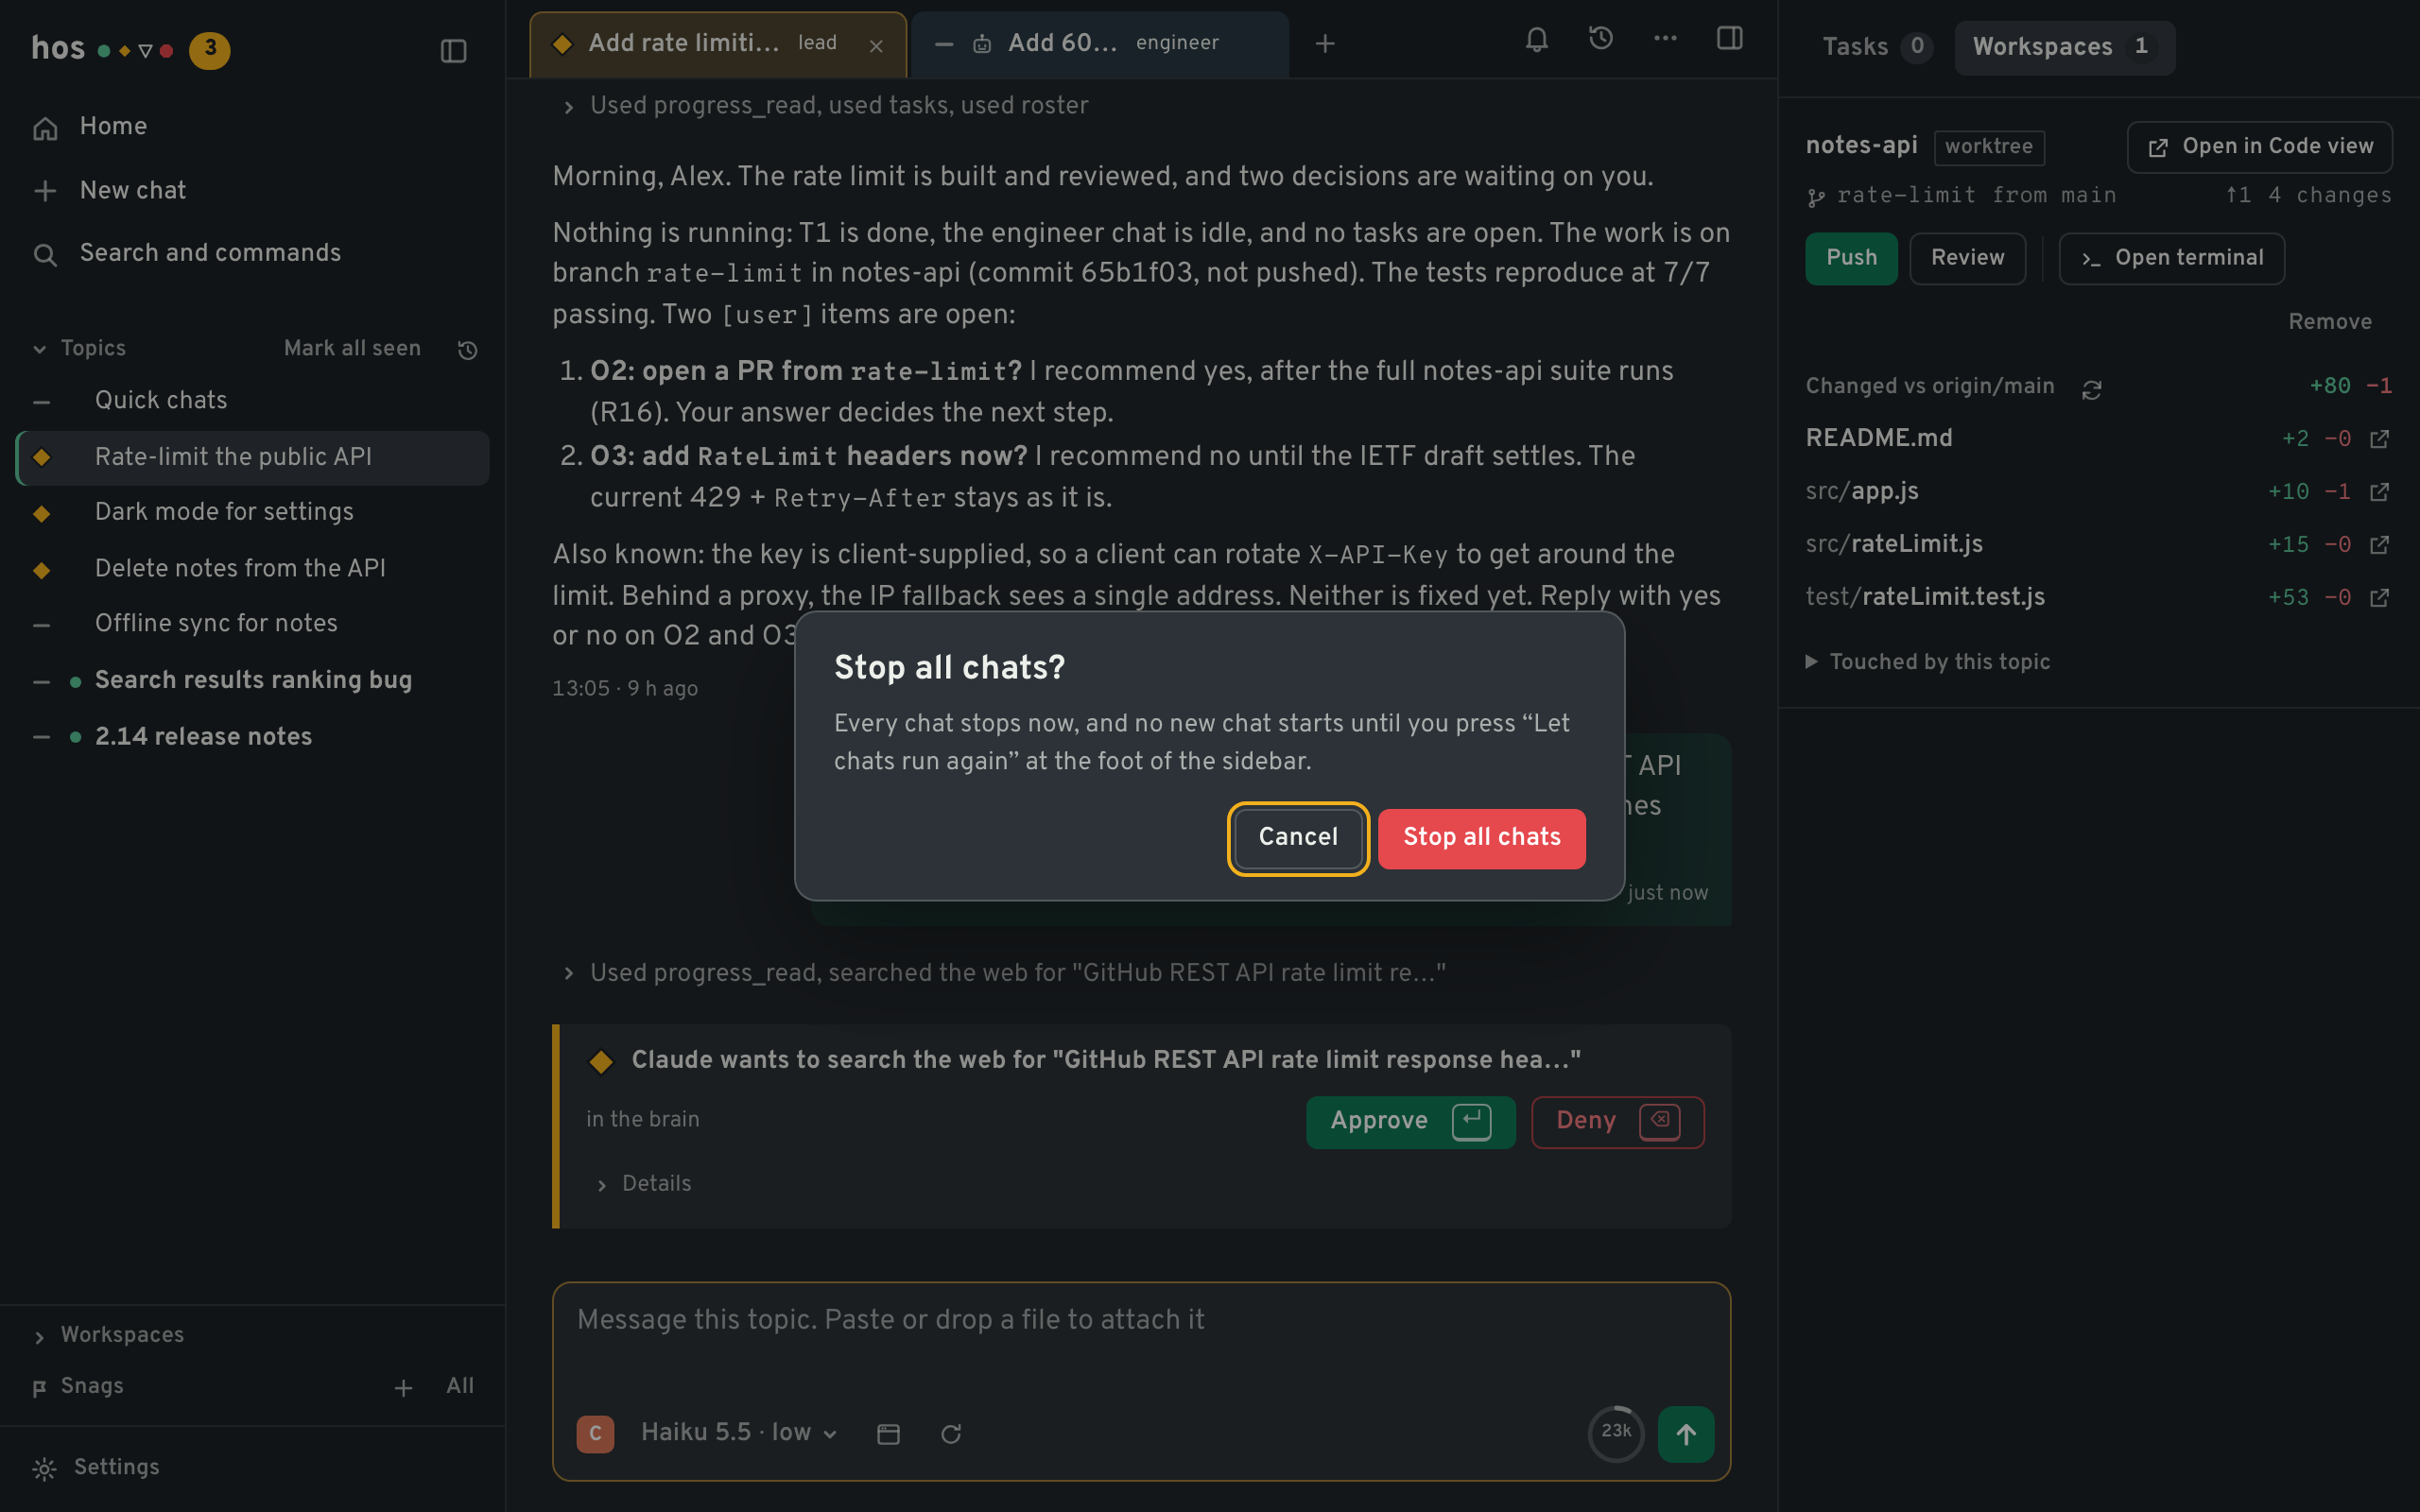 hos 3
Home
New chat
Search and commands
Topics Mark all seen
Quick chats
Rate-limit the public API
Dark mode for settings
Delete notes from the API
Offline sync for notes
Search results ranking bug
2.14 release notes
Workspaces
Snags All
Settings
Add rate limiti… lead
Add 60… engineer
Used progress_read, used tasks, used roster
Morning, Alex. The rate limit is built and reviewed, and two decisions are waiting on you.
Nothing is running: T1 is done, the engineer chat is idle, and no tasks are open. The work is on
branch rate-limit in notes-api (commit 65b1f03, not pushed). The tests reproduce at 7/7
passing. Two [user] items are open:
1. O2: open a PR from rate-limit? I recommend yes, after the full notes-api suite runs
(R16). Your answer decides the next step.
2. O3: add RateLimit headers now? I recommend no until the IETF draft settles. The
current 429 + Retry-After stays as it is.
Also known: the key is client-supplied, so a client can rotate X-API-Key to get around the
limit. Behind a proxy, the IP fallback sees a single address. Neither is fixed yet. Reply with yes
or no on O2 and O3
13:05 · 9 h ago
API
just now
Stop all chats?
Every chat stops now, and no new chat starts until you press “Let
chats run again” at the foot of the sidebar.
Cancel
Stop all chats
Used progress_read, searched the web for "GitHub REST API rate limit re…"
Claude wants to search the web for "GitHub REST API rate limit response hea…"
in the brain
Approve
Deny
Details
Message this topic. Paste or drop a file to attach it
C Haiku 5.5 · low
23k
Tasks 0 Workspaces 1
notes-api worktree Open in Code view
rate-limit from main ↑1 4 changes
Push Review Open terminal
Remove
Changed vs origin/main +80 −1
README.md +2 −0
src/app.js +10 −1
src/rateLimit.js +15 −0
test/rateLimit.test.js +53 −0
Touched by this topic